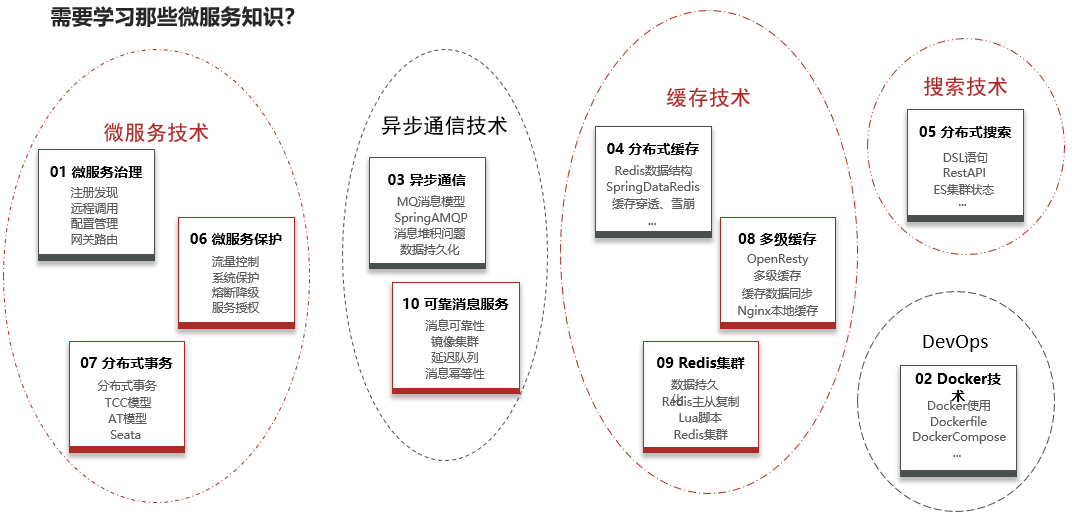 需要学习那些微服务知识？
微服务技术
01 微服务治理
注册发现
远程调用
配置管理
网关路由
06 微服务保护
流量控制
系统保护
熔断降级
服务授权
07 分布式事务
分布式事务
TCC模型
AT模型
Seata
异步通信技术
03 异步通信
MQ消息模型
SpringAMQP
消息堆积问题
数据持久化
10 可靠消息服务
消息可靠性
镜像集群
延迟队列
消息幂等性
缓存技术
04 分布式缓存
Redis数据结构
SpringDataRedis
缓存穿透、雪崩
...
08 多级缓存
OpenResty
多级缓存
缓存数据同步
Nginx本地缓存
09 Redis集群
数据持久
化
Redis主从复制
Lua脚本
Redis集群
搜索技术
05 分布式搜索
DSL语句
RestAPI
ES集群状态
...
DevOps
02 Docker技
术
Docker使用
Dockerfile
DockerCompose
...